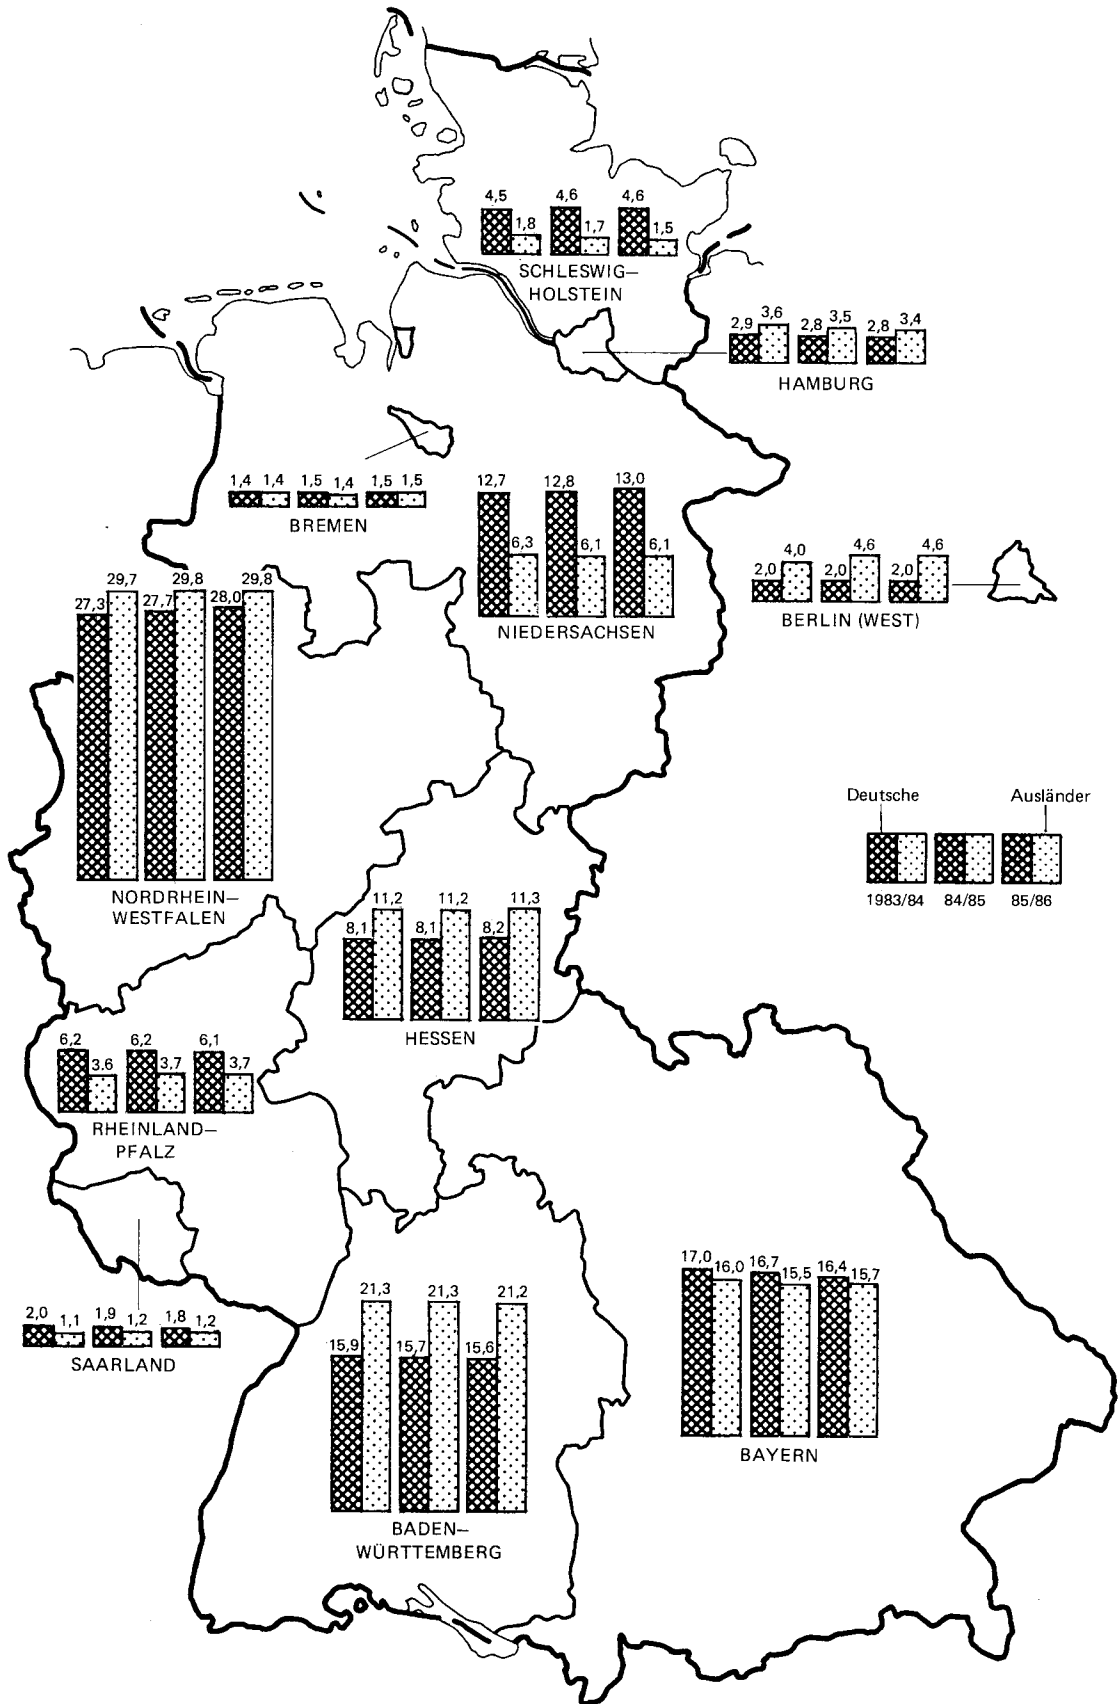 4,5 4,6 4,6
1,8 1,7 1,5
SCHLESWIG—
HOLSTEIN
2,9 3,6 2,8 3,5 2,8 3,4
HAMBURG
1,4 1,4 1,5 1,4 1,5 1,5
BREMEN
12,7 12,8 13,0
6,3 6,1 6,1
NIEDERSACHSEN
2,0 4,0 2,0 4,6 2,0 4,6
BERLIN (WEST)
27,3 29,7 27,7 29,8 28,0 29,8
NORDRHEIN—
WESTFALEN
Deutsche Ausländer
1983/84 84/85 85/86
8,1 11,2 8,1 11,2 8,2 11,3
HESSEN
6,2 6,2 6,1
3.6 3,7 3,7
RHEINLAND—
PFALZ
2,0 1,1 1,9 1,2 1,8 1,2
SAARLAND
17,0 16,0 16,7 15,5 16,4 15,7
BAYERN
15,9 21,3 15,7 21,3 15,6 21,2
BADEN—
WÜRTTEMBERG